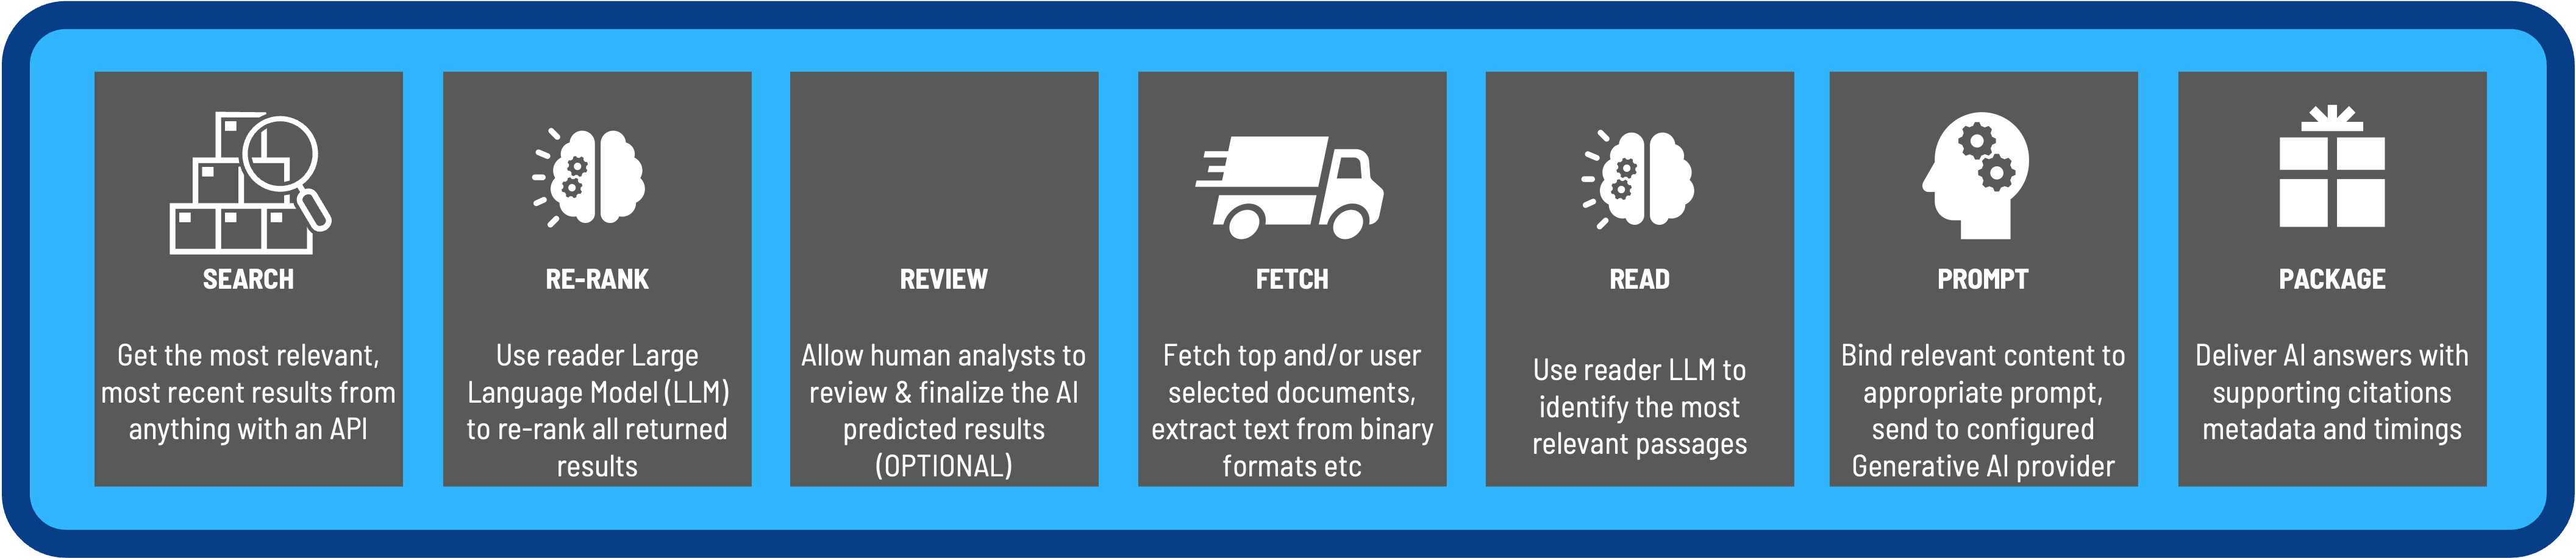 SEARCH
Get the most relevant,
most recent results from
anything with an API
RE-RANK
Use reader Large
Language Model (LLM)
to re-rank all returned
results
REVIEW
Allow human analysts to
review & finalize the AI
predicted results
(OPTIONAL)
FETCH
Fetch top and/or user
selected documents,
extract text from binary
formats etc
READ
Use reader LLM to
identify the most
relevant passages
PROMPT
Bind relevant content to
appropriate prompt,
send to configured
Generative AI provider
PACKAGE
Deliver AI answers with
supporting citations
metadata and timings